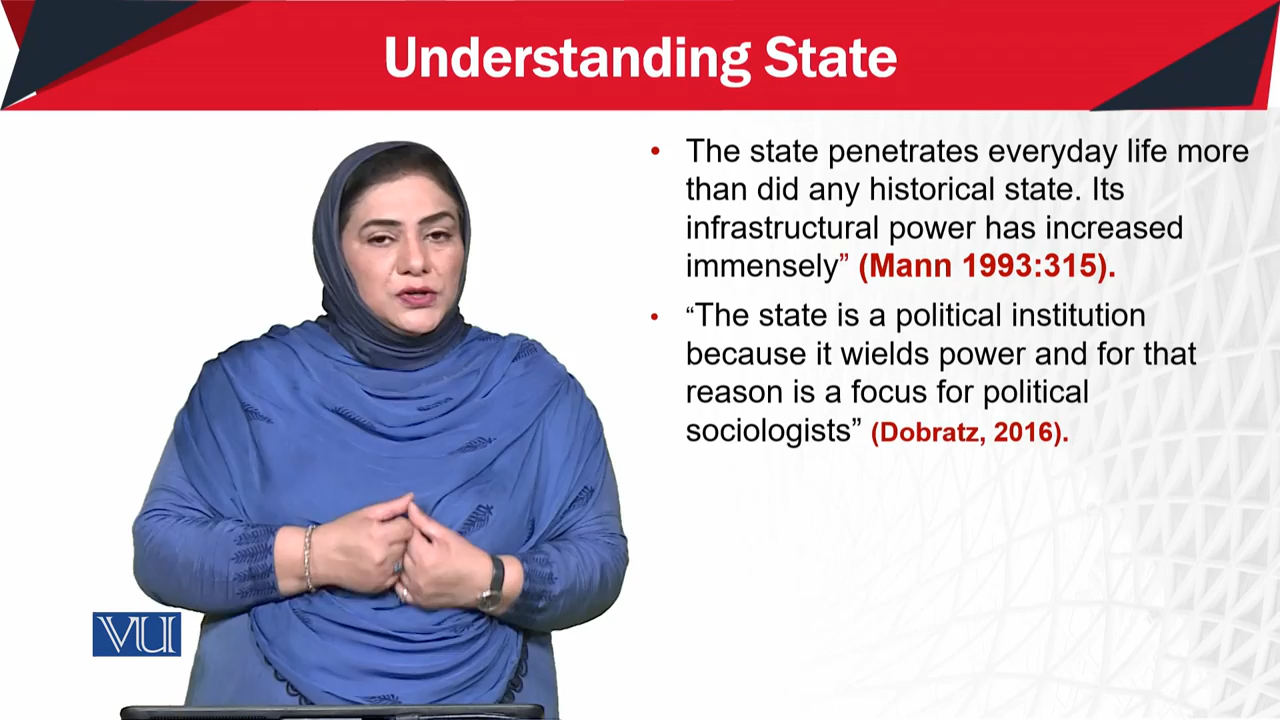 Understanding State
• The state penetrates everyday life more
than did any historical state. Its
infrastructural power has increased
immensely” (Mann 1993:315).
• “The state is a political institution
because it wields power and for that
reason is a focus for political
sociologists” (Dobratz, 2016).
VU